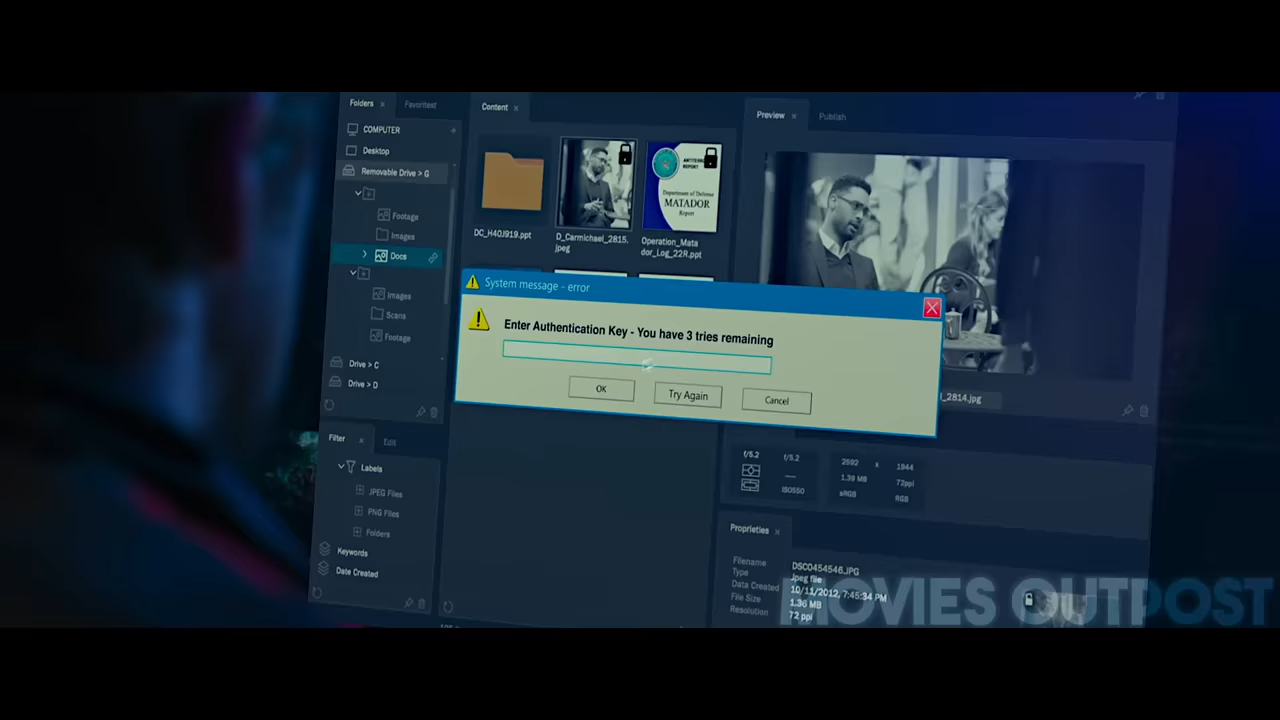 Folders
Favoritest
COMPUTER
Desktop
Removable Drive > G
Footage
Images
Docs
Images
Scans
Footage
Drive > C
Drive > D
Filter
Edit
Labels
JPEG Files
PNG Files
Folders
Keywords
Date Created
Content
DC_H40J919.ppt
D_Carmichael_2815.
jpeg
REPORT
Department of Defense
MATADOR
Report
Operation_Mata
dor_Log_22R.ppt
System message - error
Enter Authentication Key - You have 3 tries remaining
OK
Try Again
Cancel
Preview
Publish
_2814.jpg
f/5.2
f/5.2
ISO550
2592 x 1944
1.39 MB 72ppi
sRGB RGB
Proprieties
Filename DSC0454546.JPG
Type Jpeg file
Data Created 10/11/2012, 7:45:34 PM
File Size 1.36 MB
Resolution 72 ppi
MOVIES OUTPOST